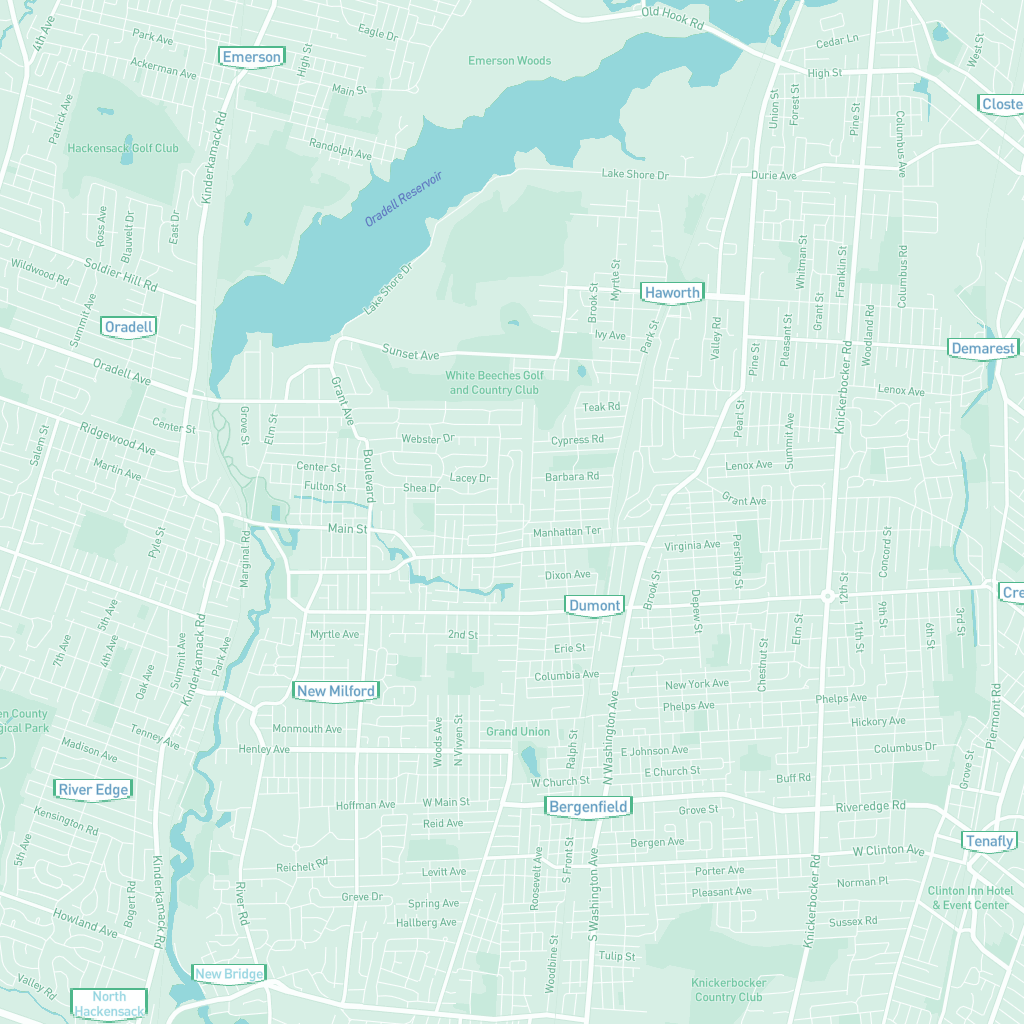 Old Hook Rd
4th Ave
Park Ave
Eagle Dr
Cedar Ln
West St
Emerson
High St
Emerson Woods
Ackerman Ave
High St
Main St
Union St
Forest St
Pine St
Closte
Patrick Ave
Columbus Ave
Hackensack Golf Club
Randolph Ave
Kinderkamack Rd
Lake Shore Dr
Durie Ave
Oradell Reservoir
Ross Ave
Blauvelt Dr
East Dr
Soldier Hill Rd
Wildwood Rd
Whitman St
Franklin St
Columbus Rd
Lake Shore Dr
Myrtle St
Brook St
Haworth
Grant St
Summit Ave
Oradell
Ivy Ave
Park St
Valley Rd
Pleasant St
Woodland Rd
Sunset Ave
Pine St
Demarest
Oradell Ave
White Beeches Golf
and Country Club
Knickerbocker Rd
Lenox Ave
Grant Ave
Teak Rd
Pearl St
Center St
Grove St
Elm St
Summit Ave
Salem St
Ridgewood Ave
Webster Dr
Cypress Rd
Martin Ave
Center St
Boulevard
Lacey Dr
Barbara Rd
Lenox Ave
Fulton St
Shea Dr
Grant Ave
Pyle St
Main St
Manhattan Ter
Marginal Rd
Virginia Ave
Pershing St
Concord St
Dixon Ave
Brook St
12th St
Cre
Dumont
Depew St
9th St
5th Ave
Kinderkamack Rd
Myrtle Ave
2nd St
Elm St
11th St
6th St
3rd St
7th Ave
4th Ave
Summit Ave
Park Ave
Erie St
Chestnut St
Oak Ave
Columbia Ave
New Milford
New York Ave
Phelps Ave
Phelps Ave
Piermont Rd
en County
gical Park
Tenney Ave
Monmouth Ave
Woods Ave
N Vivyen St
Grand Union
N Washington Ave
Hickory Ave
Madison Ave
Henley Ave
Ralph St
E Johnson Ave
Columbus Dr
E Church St
Buff Rd
Grove St
River Edge
W Church St
Hoffman Ave
W Main St
Bergenfield
Grove St
Riveredge Rd
Kensington Rd
Reid Ave
Tenafly
5th Ave
Bergen Ave
W Clinton Ave
Kinderkamack Rd
Reichelt Rd
Levitt Ave
Roosevelt Ave
S Front St
Porter Ave
Norman Pl
Bogert Rd
River Rd
Greve Dr
Pleasant Ave
Clinton Inn Hotel
& Event Center
Spring Ave
Howland Ave
Hallberg Ave
S Washington Ave
Knickerbocker Rd
Sussex Rd
New Bridge
Woodbine St
Tulip St
Valley Rd
North
Hackensack
Knickerbocker
Country Club